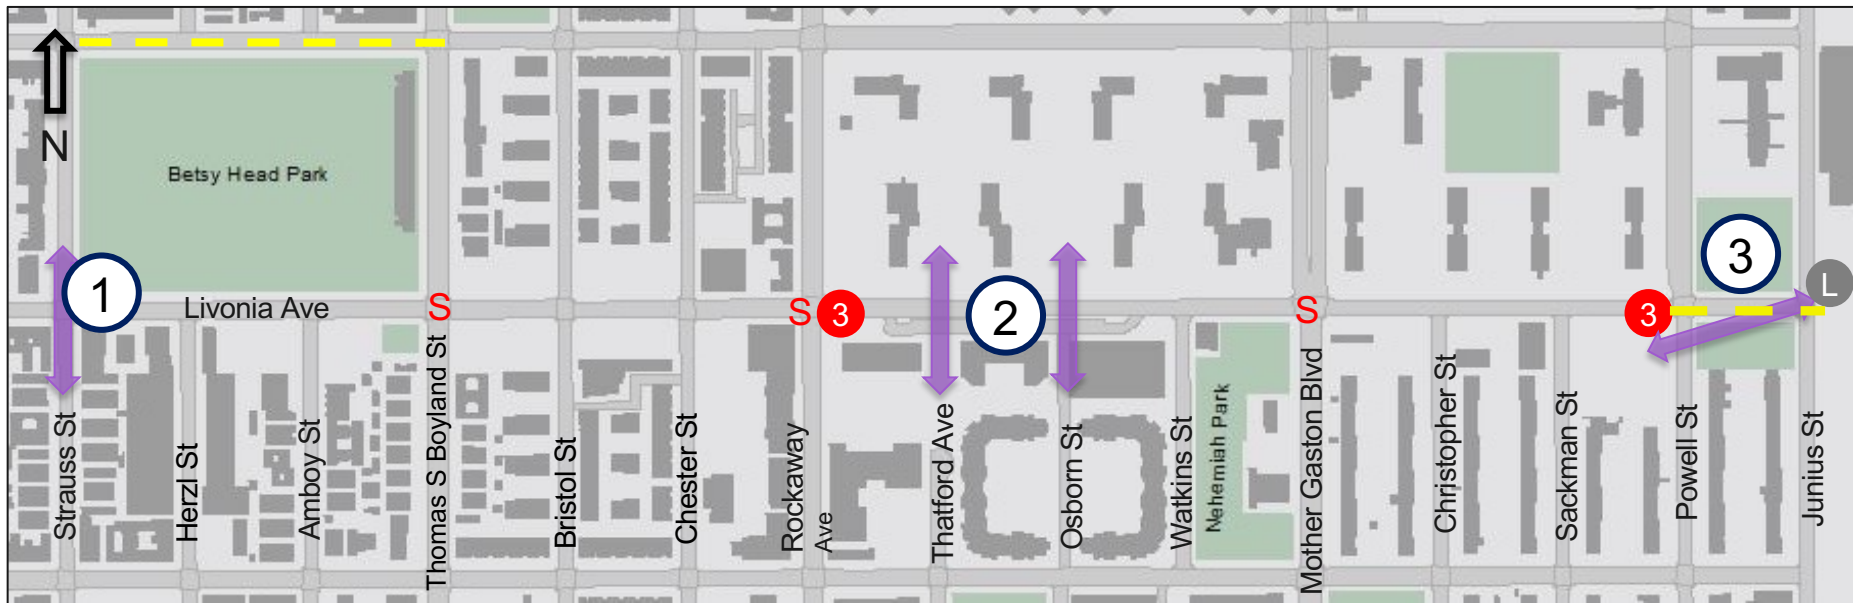 N
Betsy Head Park
1
Livonia Ave
S
S
3
2
S
3
3
L
Strauss St
Herzl St
Amboy St
Thomas S Boyland St
Bristol St
Chester St
Rockaway
Ave
Thatford Ave
Osborn St
Watkins St
Nehemiah Park
Mother Gaston Blvd
Christopher St
Sackman St
Powell St
Junius St